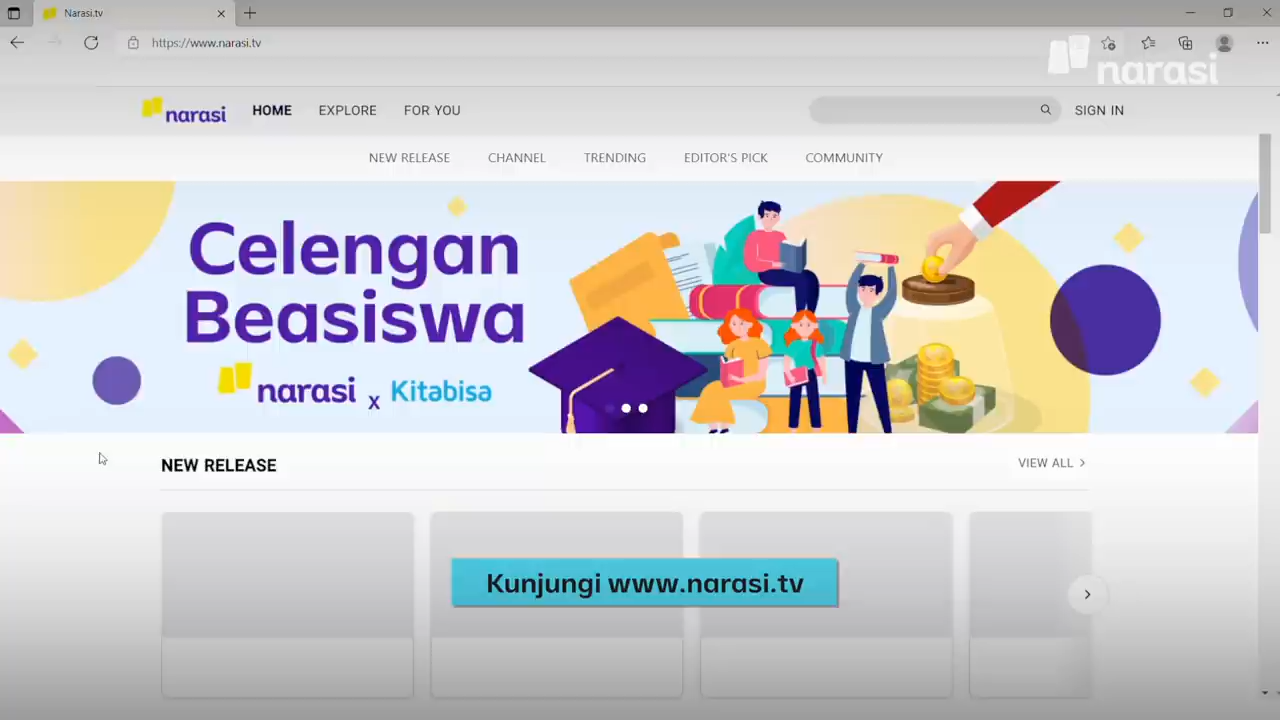 Narasi.tv
https://www.narasi.tv
narasi
narasi HOME EXPLORE FOR YOU SIGN IN
NEW RELEASE CHANNEL TRENDING EDITOR'S PICK COMMUNITY
Celengan
Beasiswa
narasi x Kitabisa
NEW RELEASE VIEW ALL
Kunjungi www.narasi.tv